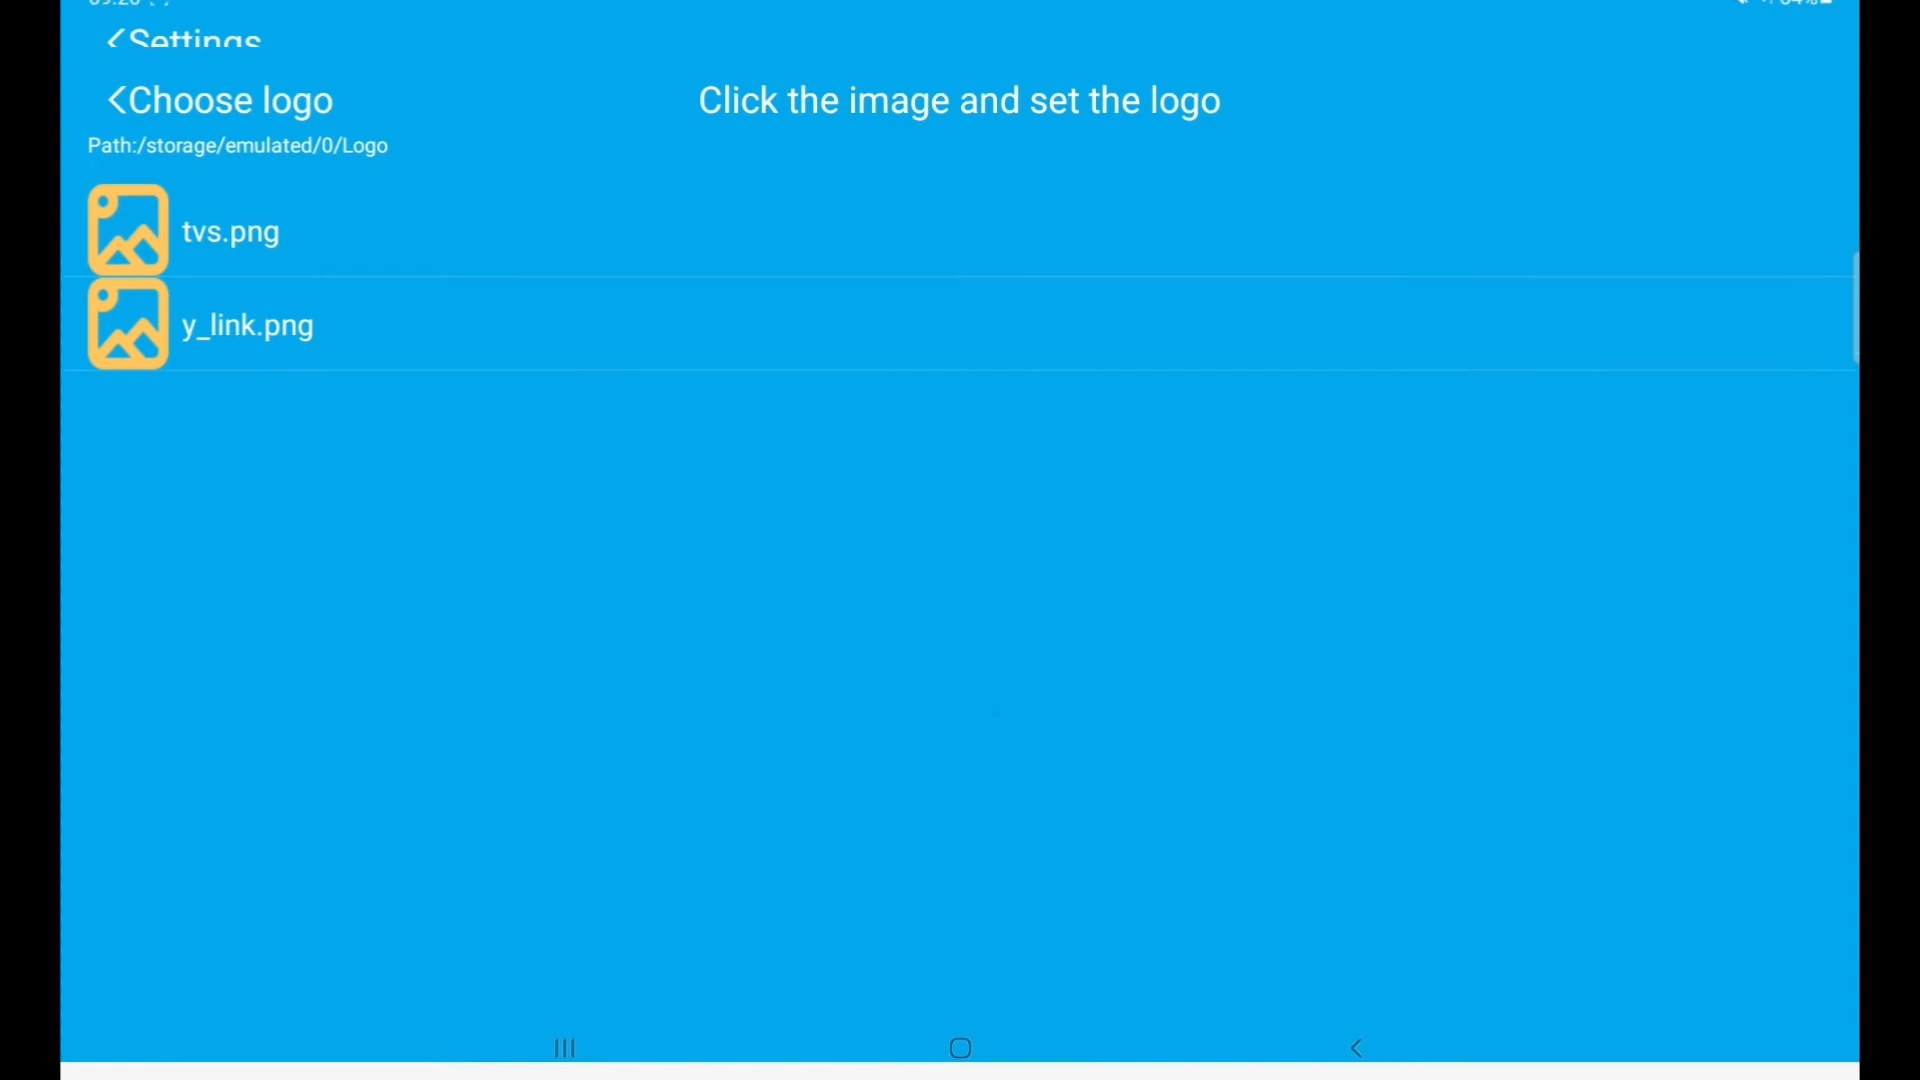 <Settings
<Choose logo
Click the image and set the logo
Path:/storage/emulated/0/Logo
tvs.png
y_link.png